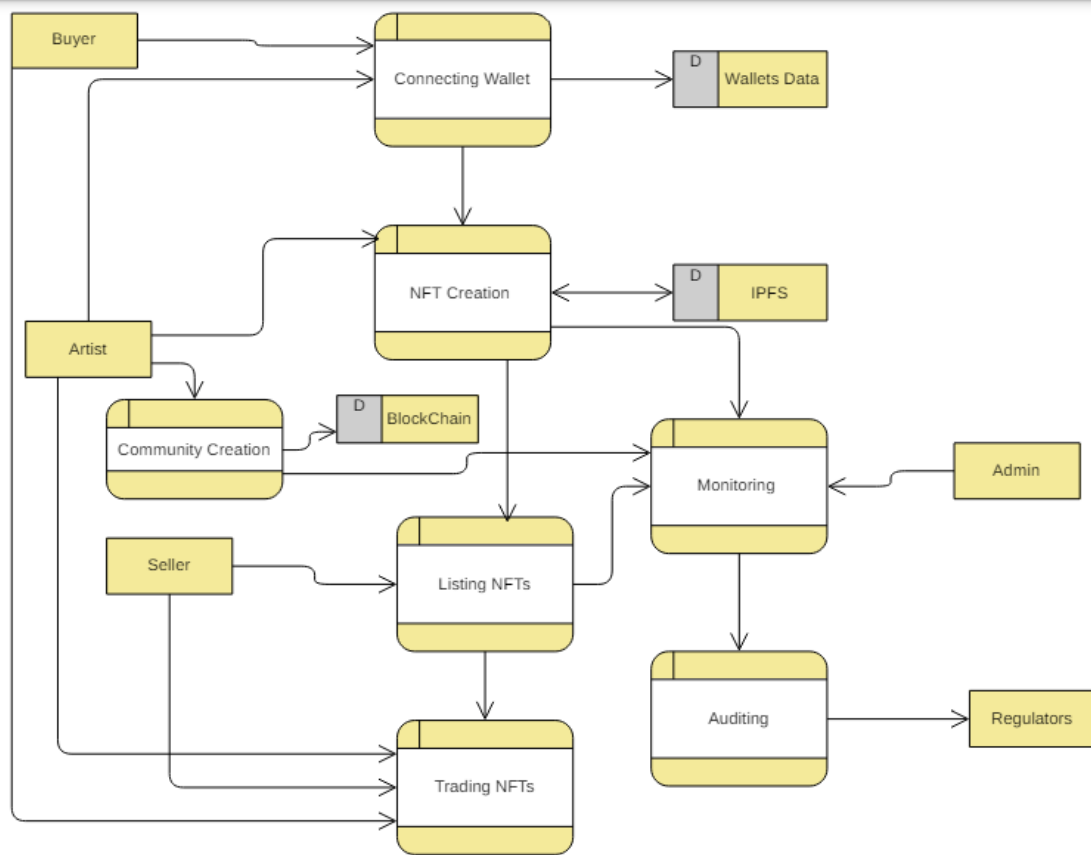 Buyer
Connecting Wallet
D
Wallets Data
NFT Creation
D
IPFS
Artist
Community Creation
D
BlockChain
Monitoring
Admin
Seller
Listing NFTs
Auditing
Regulators
Trading NFTs